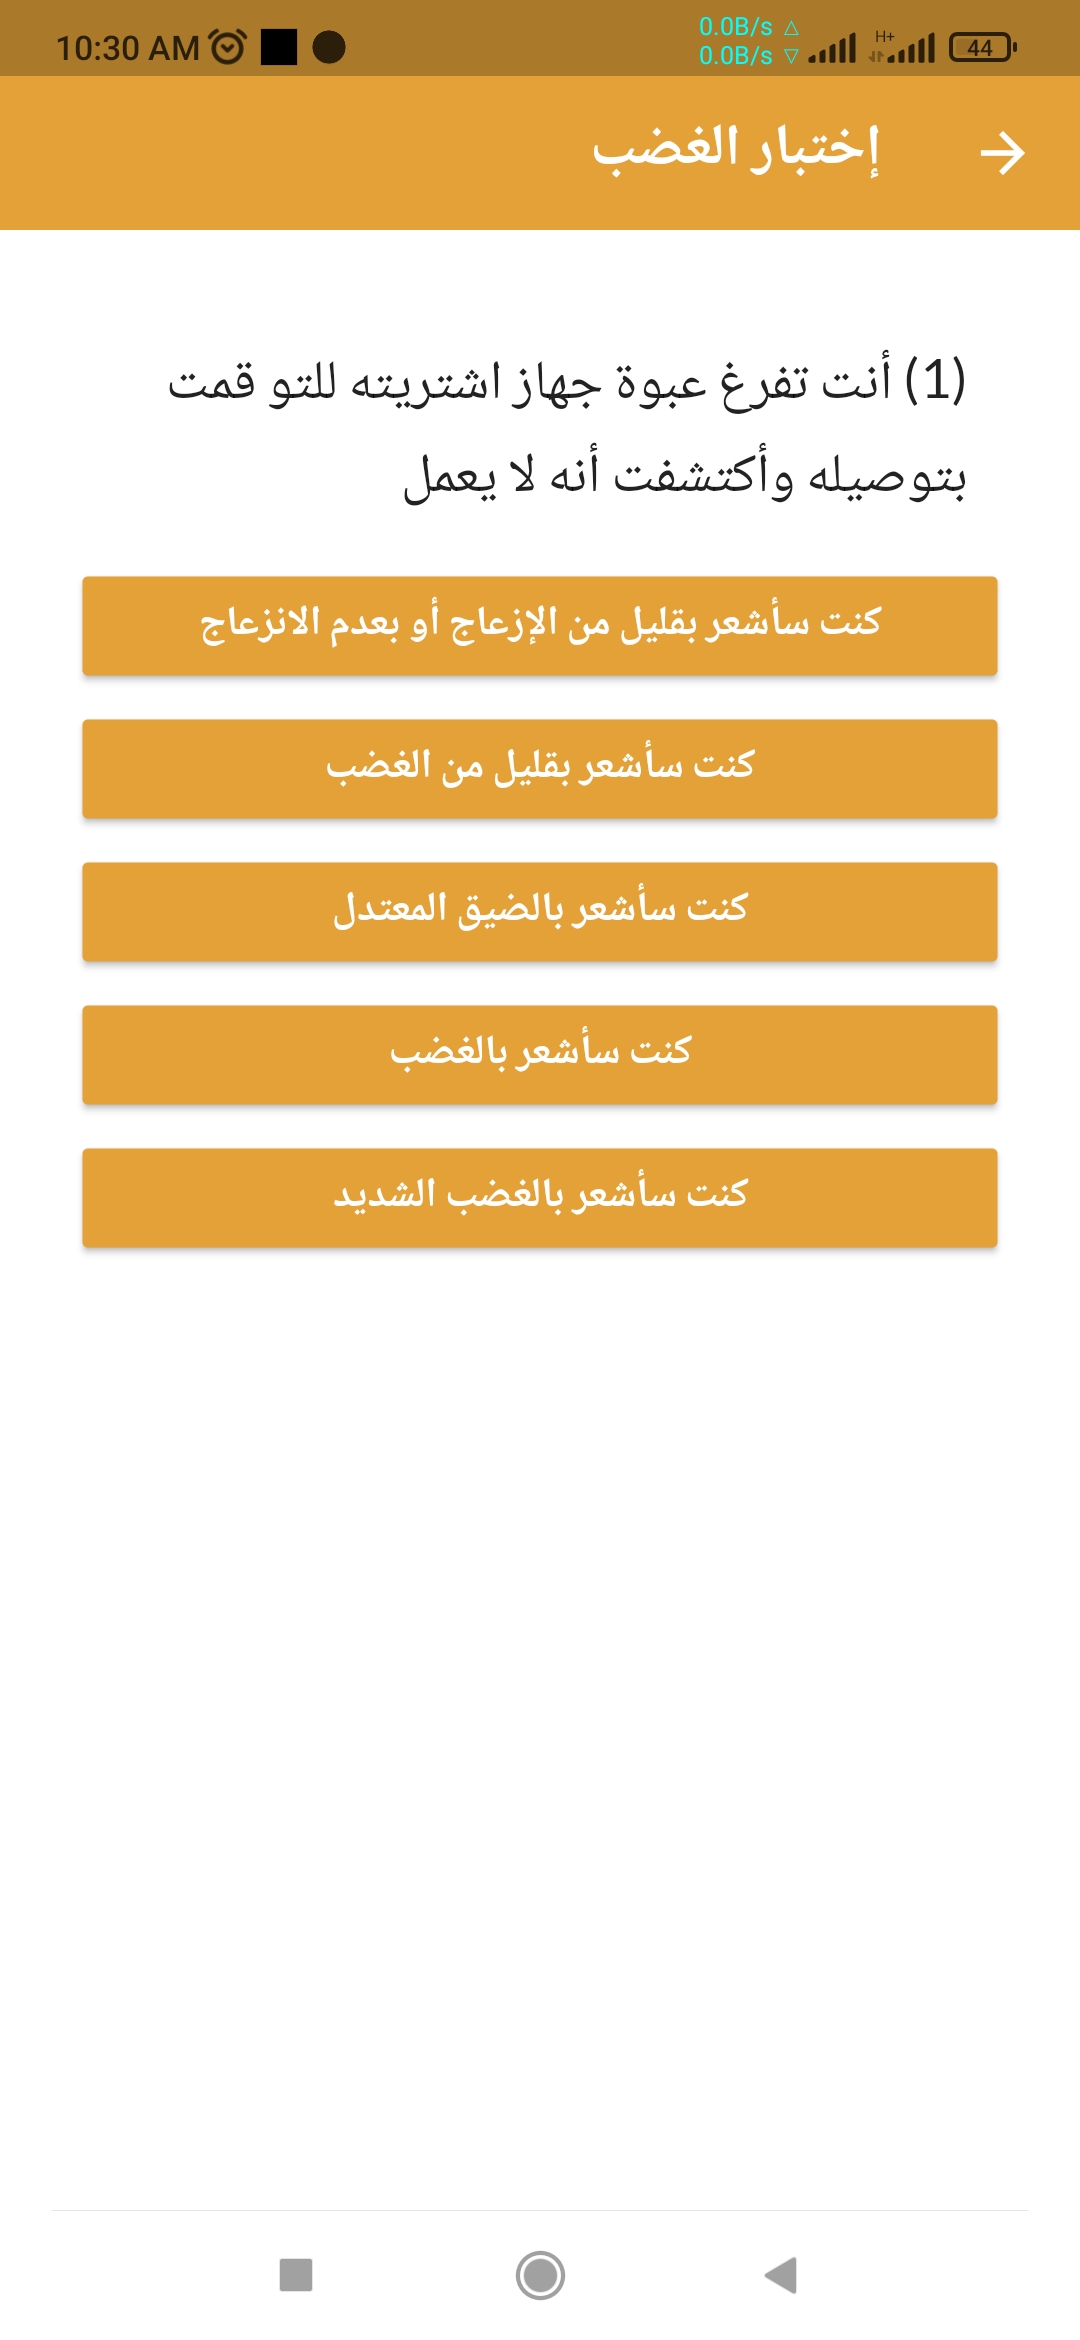 10:30 AM
0.0B/s △
0.0B/s ▽
H+
44
إختبار الغضب
(1) أنت تفرغ عبوة جهاز اشتريته للتو قمت
بتوصيله وأكتشفت أنه لا يعمل
كنت سأشعر بقليل من الإزعاج أو بعدم الانزعاج
كنت سأشعر بقليل من الغضب
كنت سأشعر بالضيق المعتدل
كنت سأشعر بالغضب
كنت سأشعر بالغضب الشديد